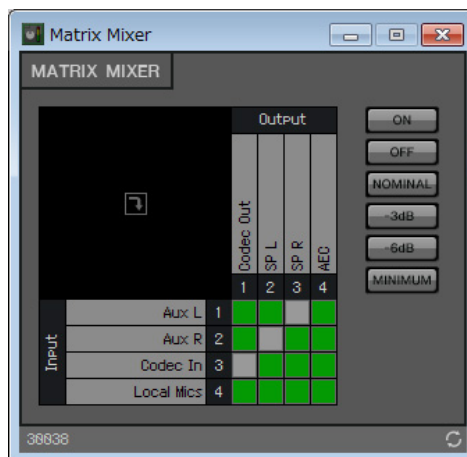 Matrix Mixer
MATRIX MIXER
Output
Codec Out
SP L
SP R
AEC
1 2 3 4
Input
Aux L 1
Aux R 2
Codec In 3
Local Mics 4
ON
OFF
NOMINAL
-3dB
-6dB
MINIMUM
30038